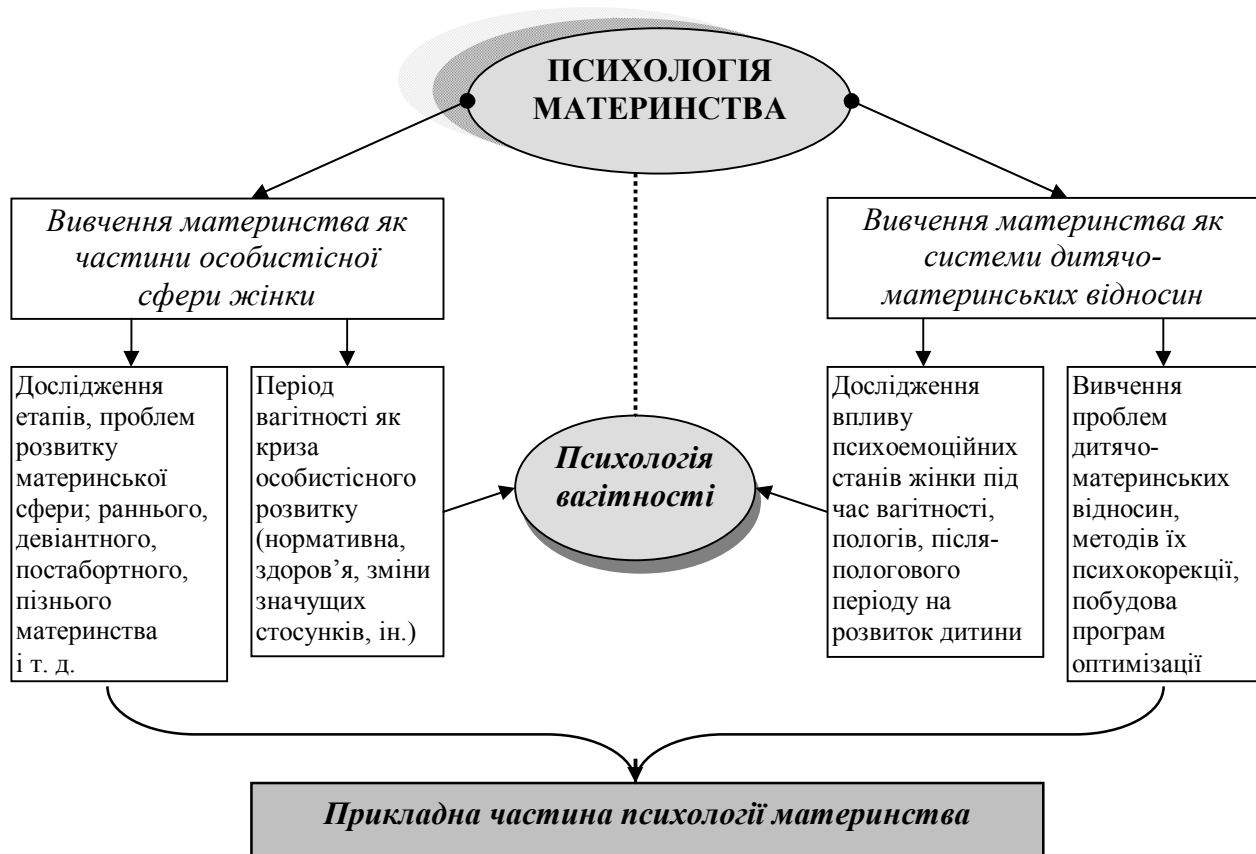 ПСИХОЛОГІЯ
МАТЕРИНСТВА
Вивчення материнства як
частини особистісної
сфери жінки
Вивчення материнства як
системи дитячо-
материнських відносин
Дослідження
етапів, проблем
розвитку
материнської
сфери; раннього,
девіантного,
постабортного,
пізнього
материнства
і т. д.
Період
вагітності як
криза
особистісного
розвитку
(нормативна,
здоров’я, зміни
значущих
стосунків, ін.)
Психологія
вагітності
Дослідження
впливу
психоемоційних
станів жінки під
час вагітності,
пологів, після-
пологового
періоду на
розвиток дитини
Вивчення
проблем
дитячо-
материнських
відносин,
методів їх
психокорекції,
побудова
програм
оптимізації
Прикладна частина психології материнства